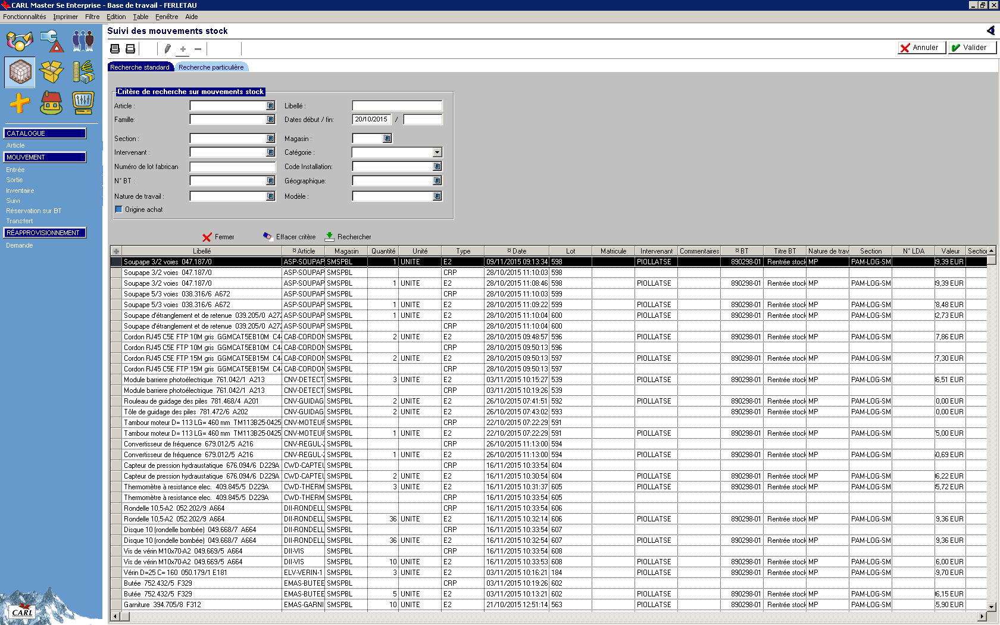 CARL Master Se Enterprise - Base de travail - FERLETAU
Fonctionnalités Imprimer Filtre Edition Table Fenêtre Aide
Suivi des mouvements stock
Annuler Valider
Recherche standard Recherche particulière
CATALOGUE
Article
MOUVEMENT
Entrée
Sortie
Inventaire
Suivi
Réservation sur BT
Transfert
RÉAPPROVISIONNEMENT
Demande
CARL
Critère de recherche sur mouvements stock
Article : Libellé :
Famille: Dates début / fin: 20/10/2015 /
Section : Magasin :
Intervenant : Catégorie :
Numéro de lot fabrican Code Installation:
N° BT : Géographique:
Nature de travail : Modèle :
Origine achat
Fermer Effacer critère Rechercher
Libellé ¤ Article Magasin Quantité Unité Type ¤ Date Lot Matricule Intervenant Commentaires ¤ BT Titre BT Nature de trav Section N° LDA Valeur Section
Soupape 3/2 voies 047.187/0 ASP-SOUPAP SMSPBL 1 UNITE E2 09/11/2015 09:13:34 598 PIOLLATSE 890298-01 Rentrée stock MP PAM-LOG-SM 9,39 EUR
Soupape 3/2 voies 047.187/0 ASP-SOUPAP SMSPBL CRP 28/10/2015 11:10:03 598
Soupape 3/2 voies 047.187/0 ASP-SOUPAP SMSPBL 1 UNITE E2 28/10/2015 11:08:46 598 PIOLLATSE 890298-01 Rentrée stock MP PAM-LOG-SM 9,39 EUR
Soupape 5/3 voies 038.316/6 A672 ASP-SOUPAP SMSPBL CRP 28/10/2015 11:10:03 599
Soupape 5/3 voies 038.316/6 A672 ASP-SOUPAP SMSPBL 1 UNITE E2 28/10/2015 11:09:22 599 PIOLLATSE 890298-01 Rentrée stock MP PAM-LOG-SM 8,48 EUR
Soupape d'étranglement et de retenue 039.205/0 A272 ASP-SOUPAP SMSPBL 1 UNITE E2 28/10/2015 11:10:04 600 PIOLLATSE 890298-01 Rentrée stock MP PAM-LOG-SM 2,73 EUR
Soupape d'étranglement et de retenue 039.205/0 A272 ASP-SOUPAP SMSPBL CRP 28/10/2015 11:10:04 600
Cordon RJ45 C5E FTP 10M gris GGMCAT5EB10M C4 CAB-CORDON SMSPBL 2 UNITE E2 28/10/2015 09:48:57 596 PIOLLATSE 890298-01 Rentrée stock MP PAM-LOG-SM 7,86 EUR
Cordon RJ45 C5E FTP 10M gris GGMCAT5EB10M C4 CAB-CORDON SMSPBL CRP 28/10/2015 09:50:13 596
Cordon RJ45 C5E FTP 15M gris GGMCAT5EB15M C4 CAB-CORDON SMSPBL 2 UNITE E2 28/10/2015 09:50:13 597 PIOLLATSE 890298-01 Rentrée stock MP PAM-LOG-SM 7,30 EUR
Cordon RJ45 C5E FTP 15M gris GGMCAT5EB15M C4 CAB-CORDON SMSPBL CRP 28/10/2015 09:50:13 597
Module barriere photoélectrique 761.042/1 A213 CNV-DETECT SMSPBL 3 UNITE E2 03/11/2015 10:15:27 539 PIOLLATSE 890298-01 Rentrée stock MP PAM-LOG-SM 6,51 EUR
Module barriere photoélectrique 761.042/1 A213 CNV-DETECT SMSPBL CRP 03/11/2015 10:19:26 539
Rouleau de guidage des piles 781.468/4 A201 CNV-GUIDAG SMSPBL 2 UNITE E2 26/10/2015 07:41:51 592 PIOLLATSE 890298-01 Rentrée stock MP PAM-LOG-SM 0,00 EUR
Tôle de guidage des piles 781.472/6 A202 CNV-GUIDAG SMSPBL 2 UNITE E2 26/10/2015 07:43:02 593 890298-01 Rentrée stock MP PAM-LOG-SM 0,00 EUR
Tambour moteur D= 113 LG= 460 mm TM113B25-0425 CNV-MOTEUF SMSPBL CRP 22/10/2015 07:22:29 591
Tambour moteur D= 113 LG= 460 mm TM113B25-0425 CNV-MOTEUF SMSPBL 1 UNITE E2 22/10/2015 07:22:29 591 PIOLLATSE 890298-01 Rentrée stock MP PAM-LOG-SM 5,00 EUR
Convertisseur de fréquence 679.012/5 A216 CNV-REGUL-2 SMSPBL CRP 26/10/2015 11:13:00 594
Convertisseur de fréquence 679.012/5 A216 CNV-REGUL-2 SMSPBL 1 UNITE E2 26/10/2015 11:13:00 594 PIOLLATSE 890298-01 Rentrée stock MP PAM-LOG-SM 0,69 EUR
Capteur de pression hydraustatique 676.094/6 D229A CWD-CAPTEU SMSPBL CRP 16/11/2015 10:33:54 604
Capteur de pression hydraustatique 676.094/6 D229A CWD-CAPTEU SMSPBL 2 UNITE E2 16/11/2015 10:30:54 604 PIOLLATSE 890298-01 Rentrée stock MP PAM-LOG-SM 6,22 EUR
Thermomètre à resistance elec. 409.845/5 D229A CWD-THERM SMSPBL 3 UNITE E2 16/11/2015 10:31:37 605 PIOLLATSE 890298-01 Rentrée stock MP PAM-LOG-SM 5,72 EUR
Thermomètre à resistance elec. 409.845/5 D229A CWD-THERM SMSPBL CRP 16/11/2015 10:33:54 605
Rondelle 10,5-A2 052.202/9 A664 DII-RONDELL SMSPBL CRP 16/11/2015 10:33:54 606
Rondelle 10,5-A2 052.202/9 A664 DII-RONDELL SMSPBL 36 UNITE E2 16/11/2015 10:32:14 606 PIOLLATSE 890298-01 Rentrée stock MP PAM-LOG-SM 9,36 EUR
Disque 10 (rondelle bombée) 049.668/7 A664 DII-RONDELL SMSPBL CRP 16/11/2015 10:33:54 607
Disque 10 (rondelle bombée) 049.668/7 A664 DII-RONDELL SMSPBL 36 UNITE E2 16/11/2015 10:32:54 607 PIOLLATSE 890298-01 Rentrée stock MP PAM-LOG-SM 9,36 EUR
Vis de vérin M10x70-A2 049.669/5 A664 DII-VIS SMSPBL CRP 16/11/2015 10:33:54 608
Vis de vérin M10x70-A2 049.669/5 A664 DII-VIS SMSPBL 10 UNITE E2 16/11/2015 10:33:53 608 PIOLLATSE 890298-01 Rentrée stock MP PAM-LOG-SM 6,00 EUR
Vérin D=25 C= 160 050.179/1 E181 ELV-VERIN-1 SMSPBL 3 UNITE E2 03/11/2015 10:16:21 184 PIOLLATSE 890298-01 Rentrée stock MP PAM-LOG-SM 9,70 EUR
Butée 752.432/5 F329 EMAS-BUTEE SMSPBL CRP 03/11/2015 10:19:26 602
Butée 752.432/5 F329 EMAS-BUTEE SMSPBL 5 UNITE E2 03/11/2015 10:13:21 602 PIOLLATSE 890298-01 Rentrée stock MP PAM-LOG-SM 6,15 EUR
Garniture 394.705/8 F312 EMAS-GARNI SMSPBL 10 UNITE E2 21/10/2015 12:51:14 563 PIOLLATSE 890298-01 Rentrée stock MP PAM-LOG-SM 5,90 EUR